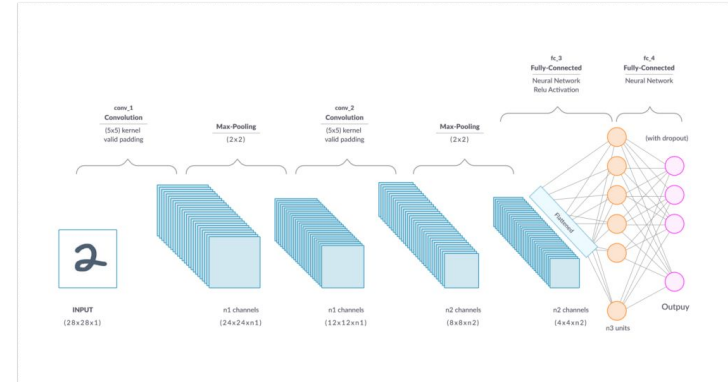 fc_3
Fully-Connected
Neural Network
Relu Activation
fc_4
Fully-Connected
Neural Network
conv_1
Convolution
(5x5) kernel
valid padding
Max-Pooling
(2x2)
conv_2
Convolution
(5x5) kernel
valid padding
Max-Pooling
(2x2)
(with dropout)
Flattened
2
INPUT
(28x28x1)
n1 channels
(24x24xn1)
n1 channels
(12x12xn1)
n2 channels
(8x8xn2)
n2 channels
(4x4xn2)
n3 units
Outpuy